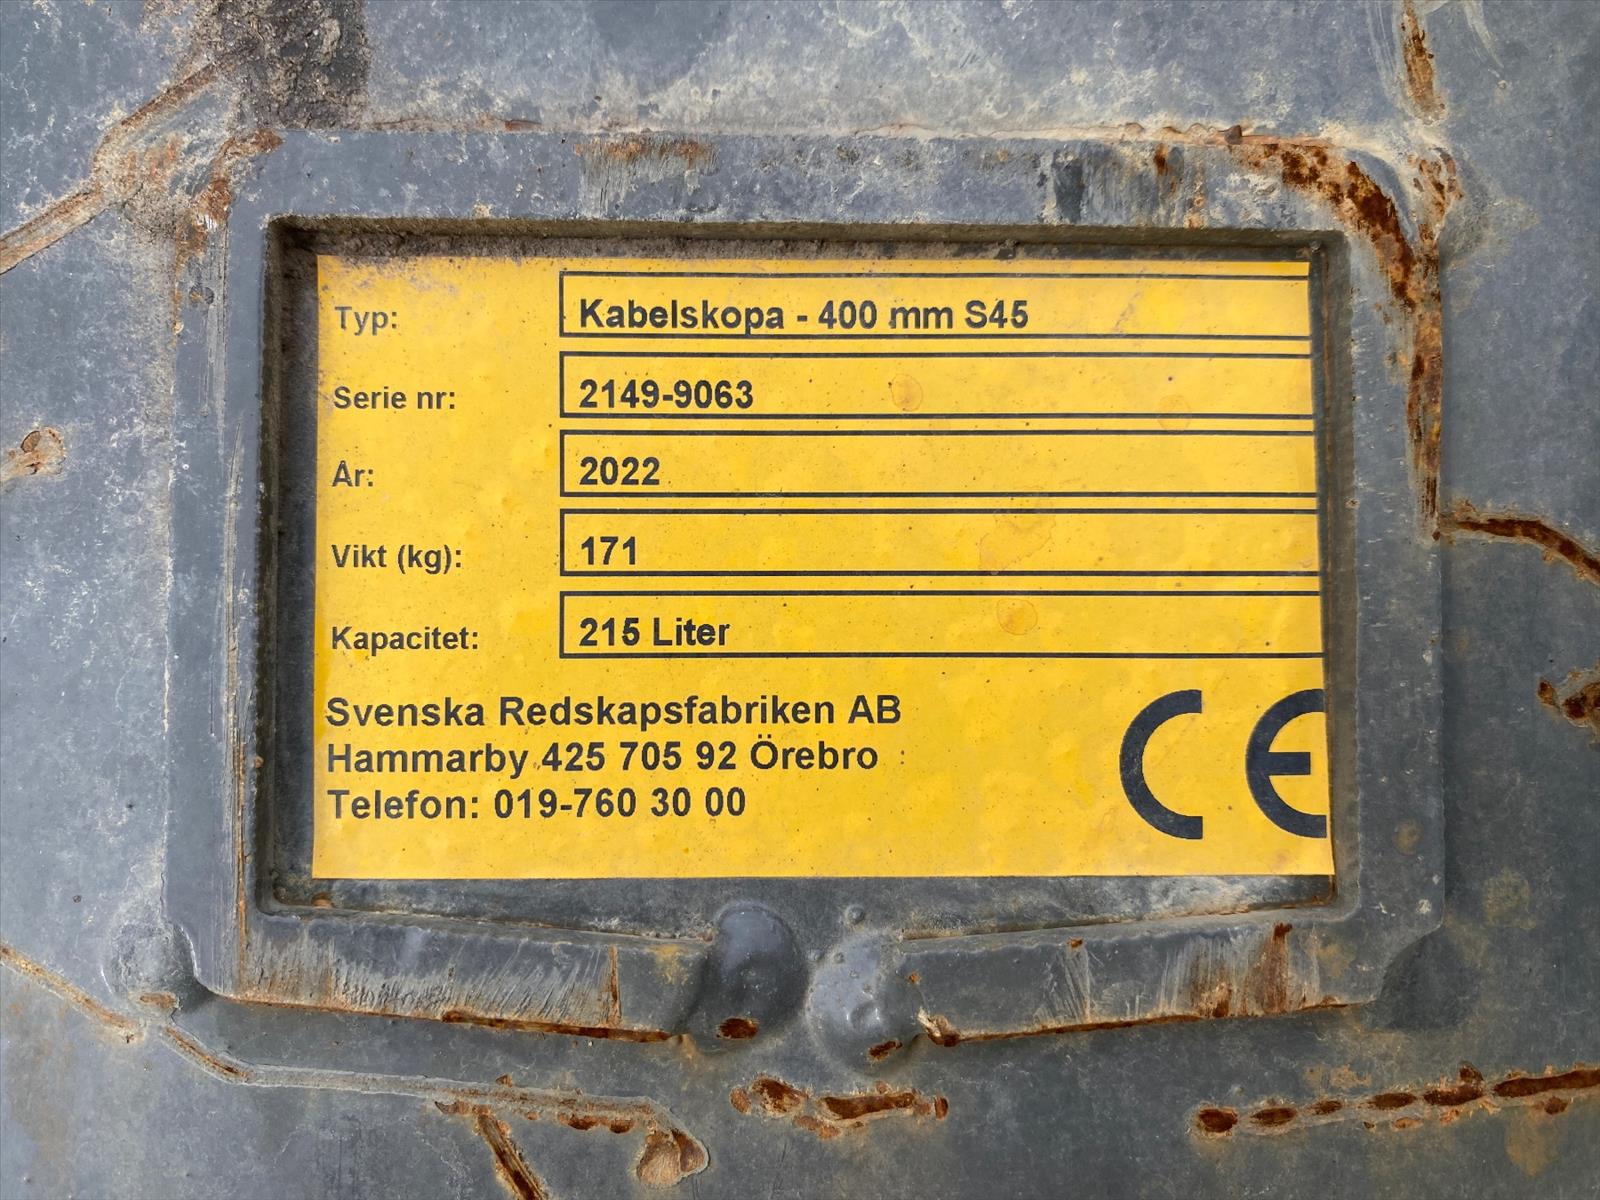 Typ: Kabelskopa - 400 mm S45
Serie nr: 2149-9063
År: 2022
Vikt (kg): 171
Kapacitet: 215 Liter
Svenska Redskapsfabriken AB
Hammarby 425 705 92 Örebro
Telefon: 019-760 30 00
CE